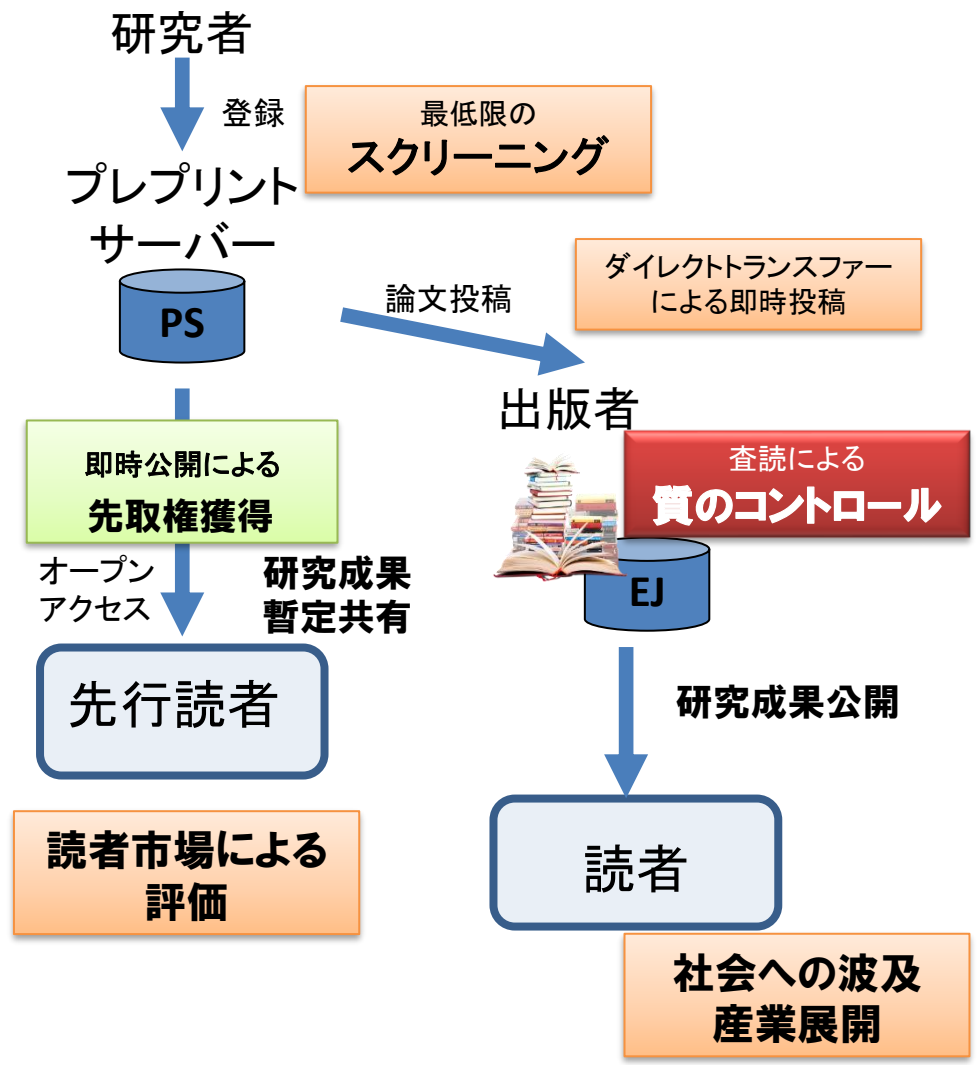 研究者
登録
最低限の
スクリーニング
プレプリント
サーバー
PS
論文投稿
ダイレクトトランスファー
による即時投稿
出版者
査読による
質のコントロール
EJ
即時公開による
先取権獲得
オープン
アクセス
研究成果
暫定共有
先行読者
研究成果公開
読者市場による
評価
読者
社会への波及
産業展開